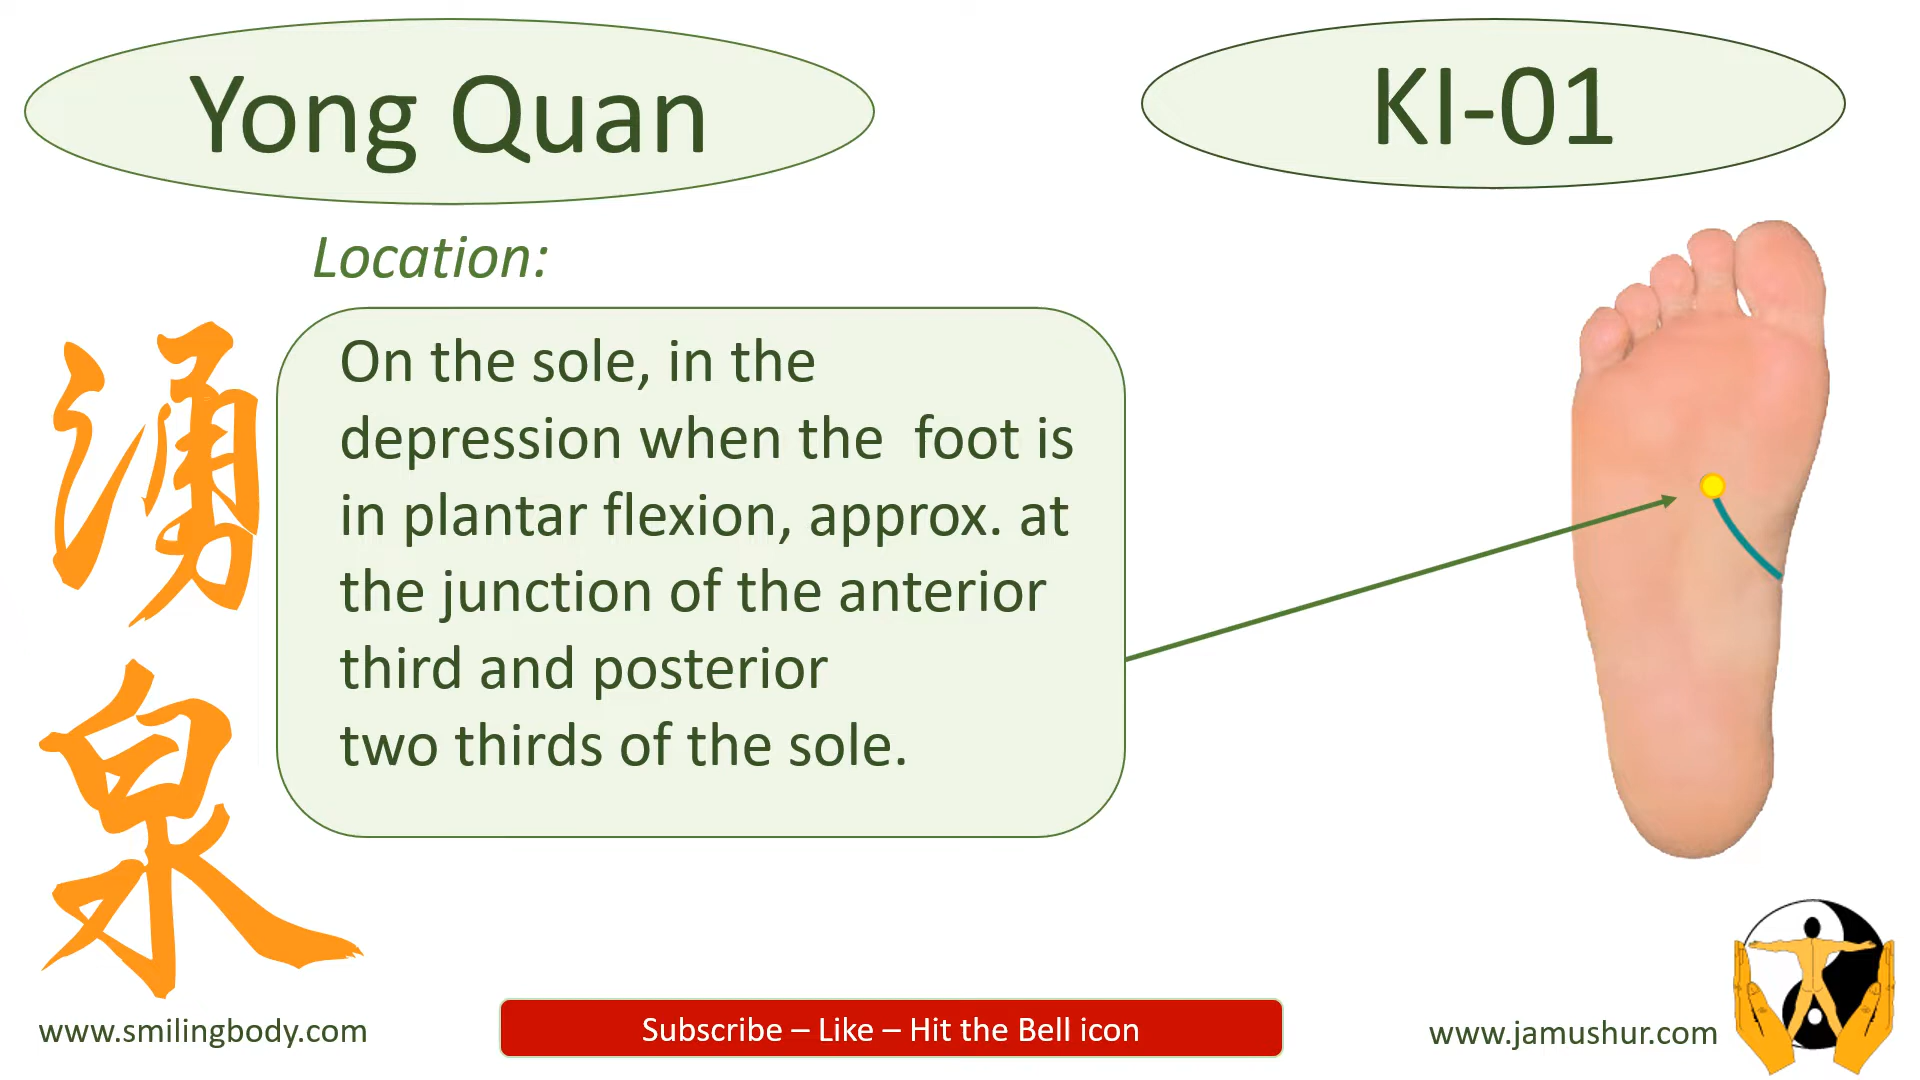 Yong Quan
KI-01
Location:
湧泉
On the sole, in the
depression when the  foot is
in plantar flexion, approx. at
the junction of the anterior
third and posterior
two thirds of the sole.
www.smilingbody.com
Subscribe – Like – Hit the Bell icon
www.jamushur.com